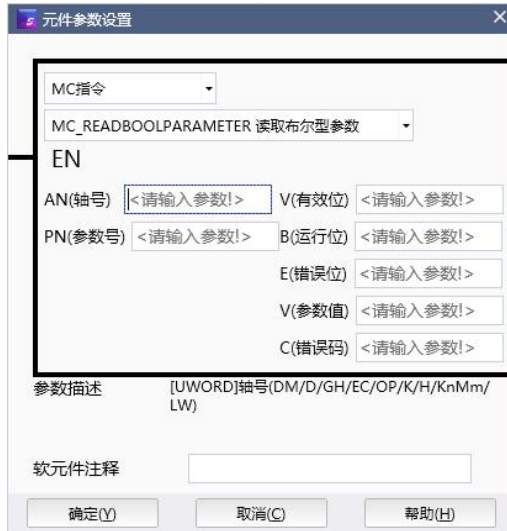 元件参数设置
MC指令
MC_READBOOLPARAMETER 读取布尔型参数
EN
AN(轴号) <请输入参数!> V(有效位) <请输入参数!>
PN(参数号) <请输入参数!> B(运行位) <请输入参数!>
E(错误位) <请输入参数!>
V(参数值) <请输入参数!>
C(错误码) <请输入参数!>
参数描述 [UWORD]轴号(DM/D/GH/EC/OP/K/H/KnMm/
LW)
软元件注释
确定(Y) 取消(C) 帮助(H)